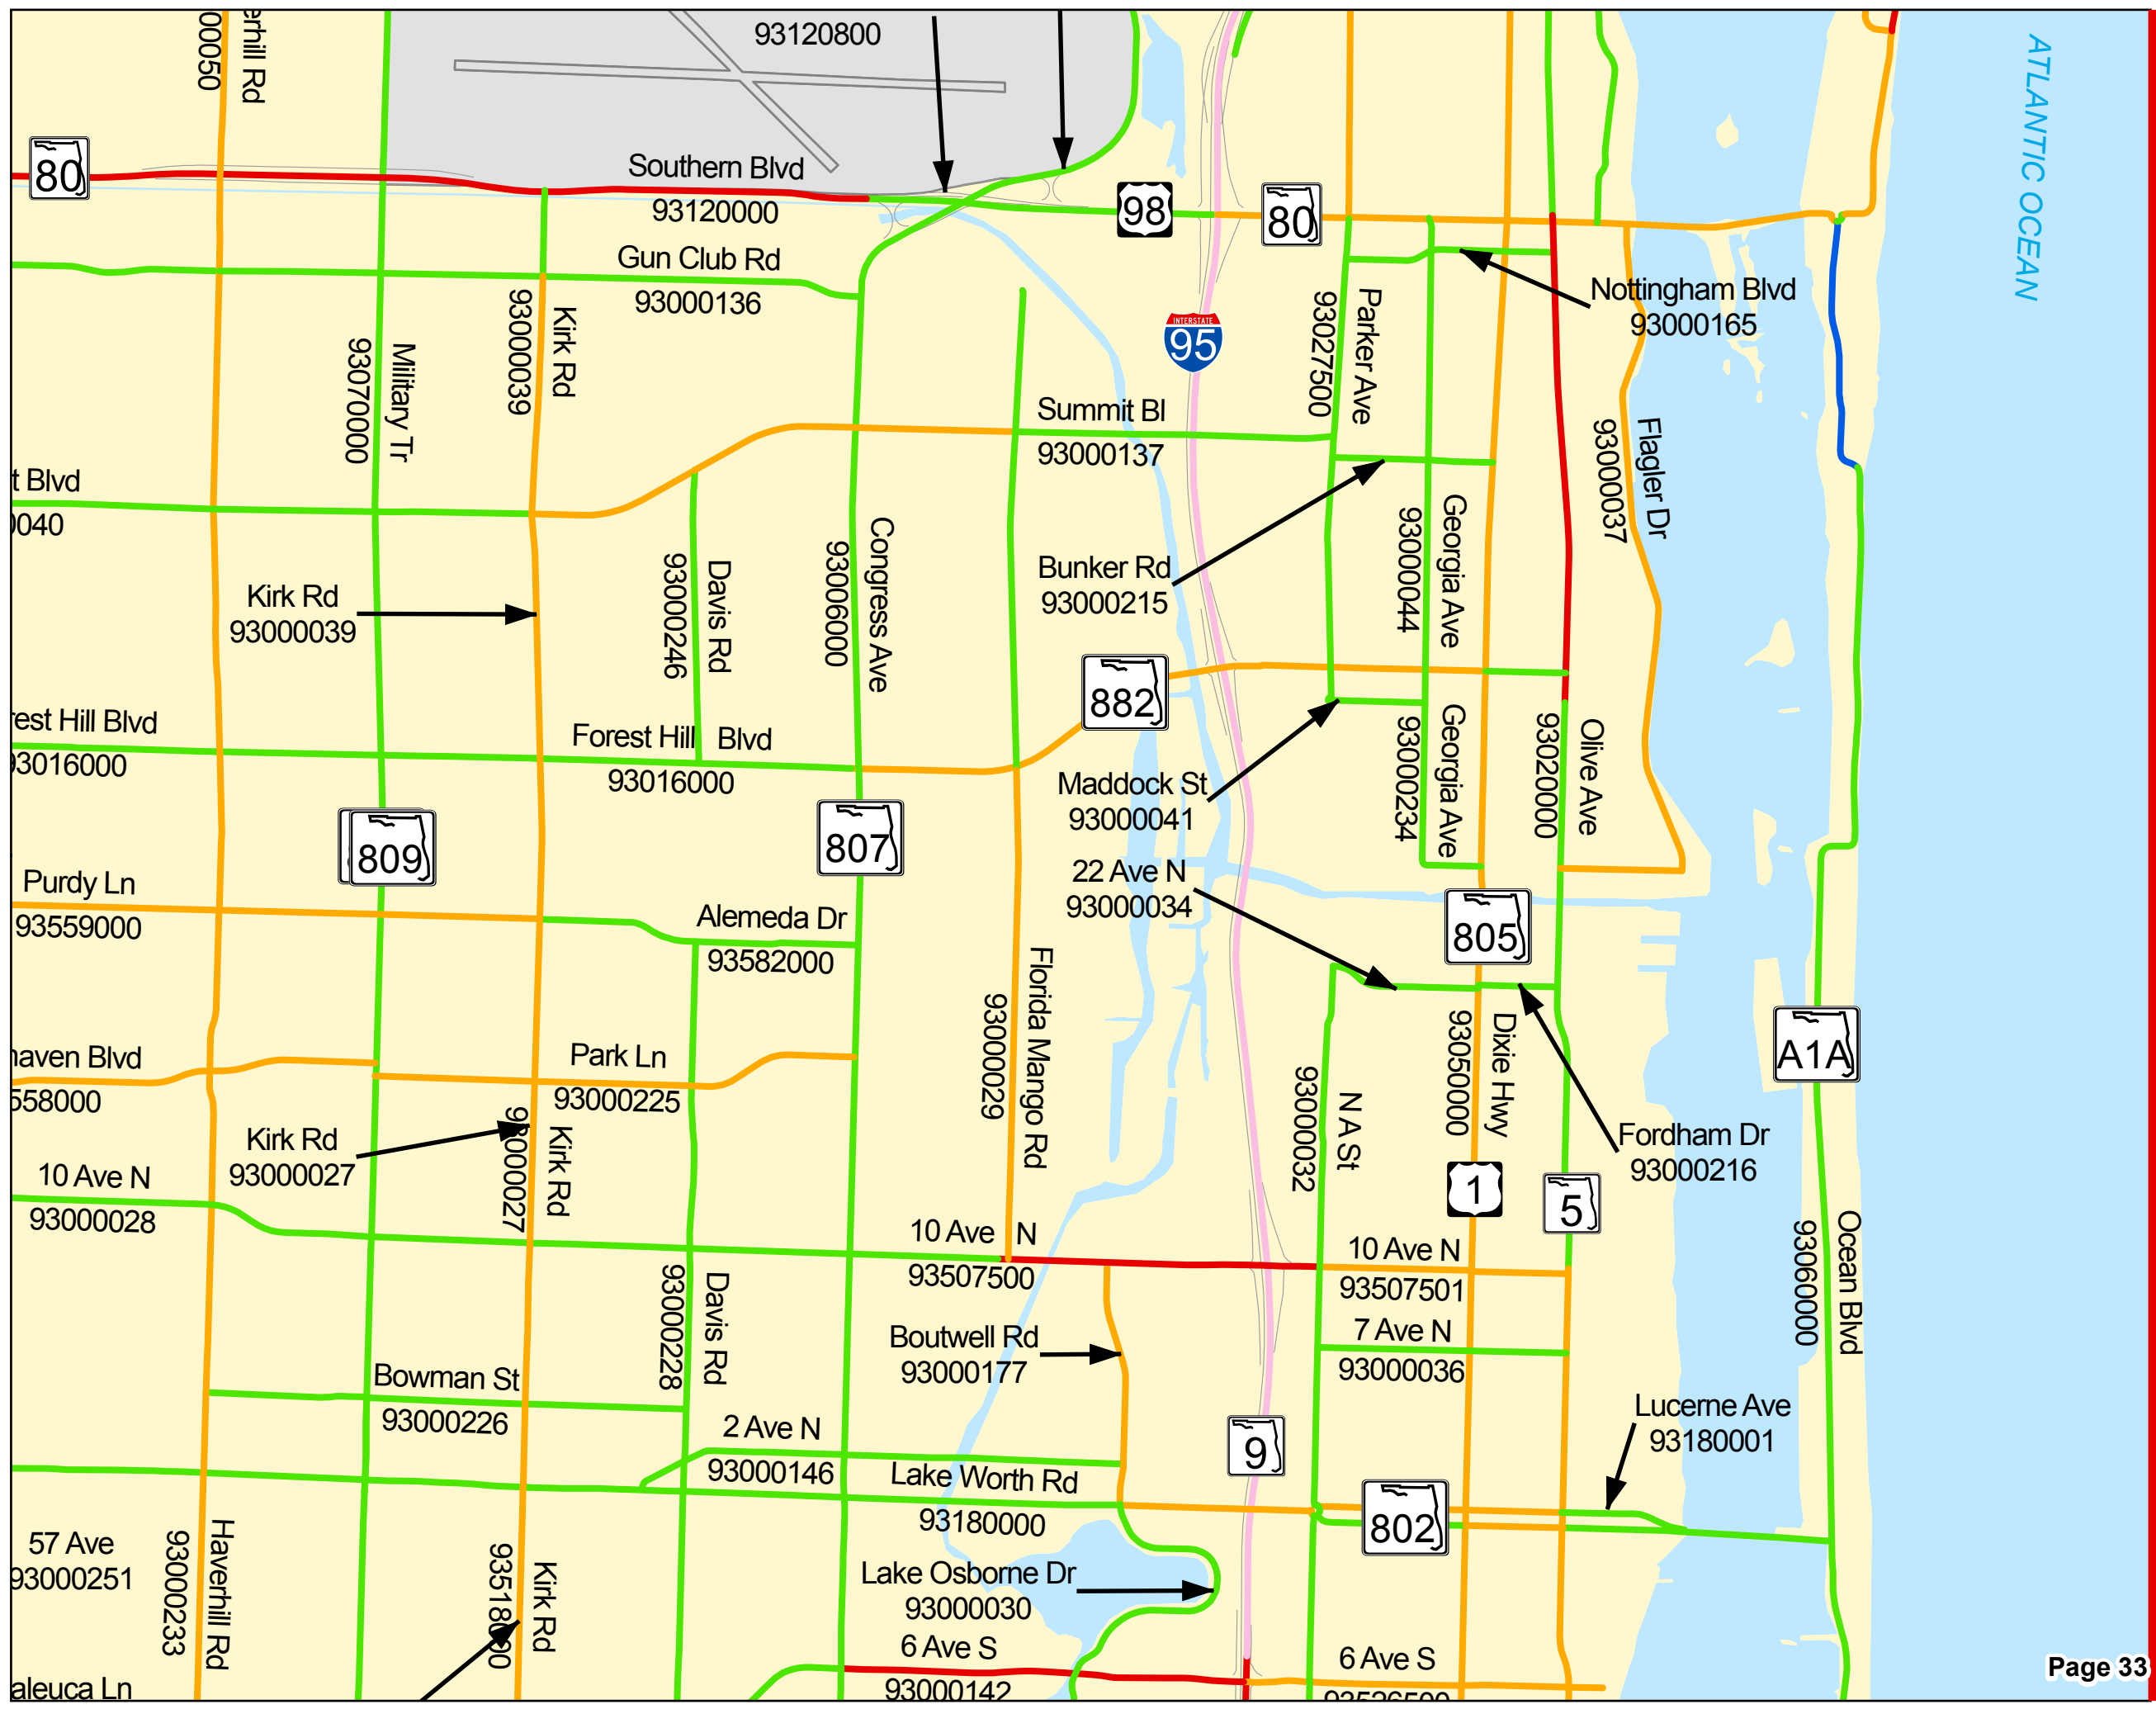 erhill Rd
00050
93120800
ATLANTIC OCEAN
80
Southern Blvd
93120000
98
80
Gun Club Rd
93000136
Nottingham Blvd
93000165
INTERSTATE
95
Kirk Rd
93000039
Military Tr
93070000
Parker Ave
93027500
Summit Bl
93000137
Flagler Dr
93000037
t Blvd
0040
Congress Ave
93006000
Georgia Ave
93000044
Bunker Rd
93000215
Davis Rd
93000246
Kirk Rd
93000039
882
rest Hill Blvd
93016000
Forest Hill Blvd
93016000
Georgia Ave
93000234
Olive Ave
93020000
Maddock St
93000041
809
807
22 Ave N
93000034
Purdy Ln
93559000
Alemeda Dr
93582000
805
Florida Mango Rd
93000029
Dixie Hwy
93050000
A1A
haven Blvd
558000
Park Ln
93000225
N A St
93000032
Kirk Rd
93000027
Kirk Rd
93000027
Fordham Dr
93000216
1
5
10 Ave N
93000028
10 Ave N
93507500
10 Ave N
93507501
Ocean Blvd
93060000
Davis Rd
93000228
Boutwell Rd
93000177
7 Ave N
93000036
Bowman St
93000226
Lucerne Ave
93180001
2 Ave N
93000146
9
Lake Worth Rd
93180000
802
57 Ave
93000251
Haverhill Rd
93000233
Kirk Rd
93518000
Lake Osborne Dr
93000030
6 Ave S
93000142
6 Ave S
93526500
aleuca Ln
Page 33